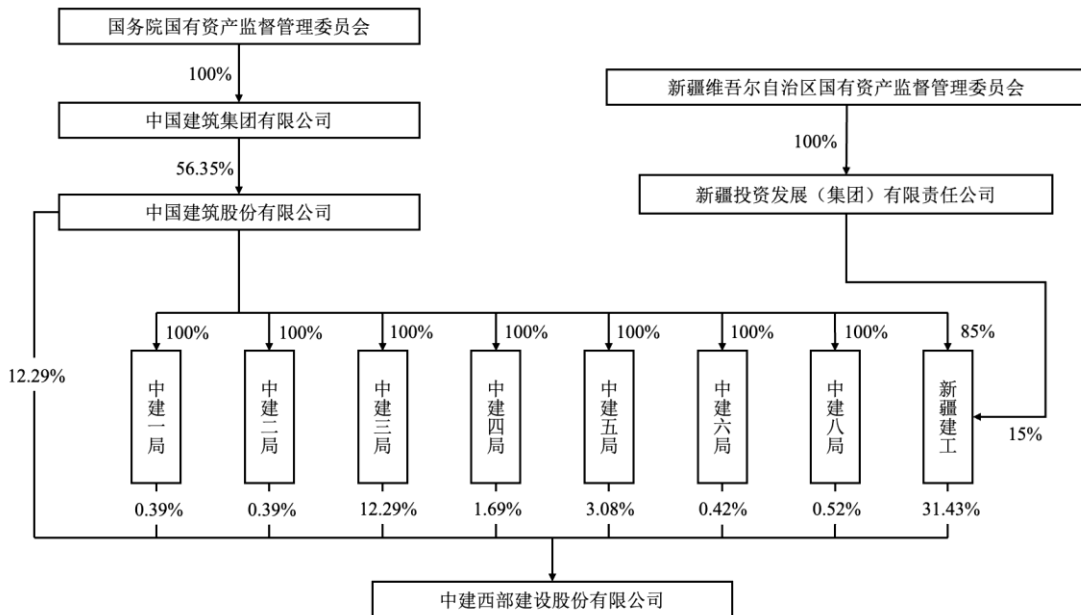 国务院国有资产监督管理委员会
100%
新疆维吾尔自治区国有资产监督管理委员会
中国建筑集团有限公司
100%
56.35%
新疆投资发展（集团）有限责任公司
中国建筑股份有限公司
100%
100%
100%
100%
100%
100%
100%
85%
12.29%
中建一局
中建二局
中建三局
中建四局
中建五局
中建六局
中建八局
新疆建工
15%
0.39%
0.39%
12.29%
1.69%
3.08%
0.42%
0.52%
31.43%
中建西部建设股份有限公司